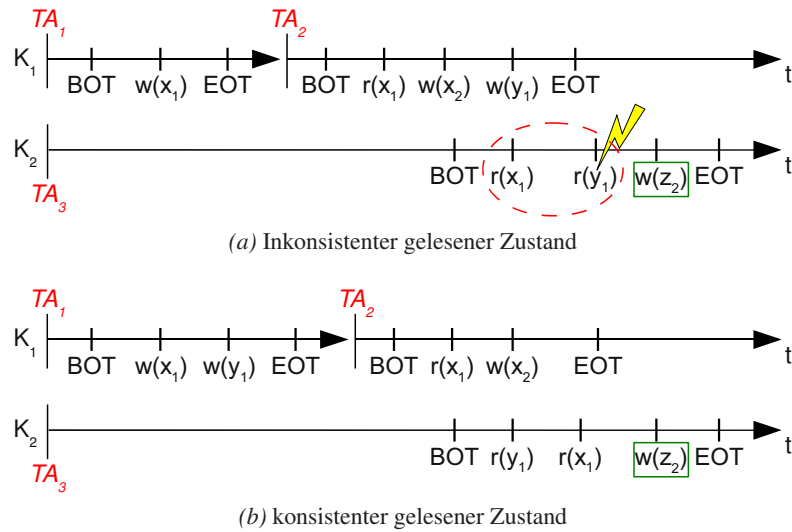 TA₁ TA₂
K₁ t
BOT w(x₁) EOT BOT r(x₁) w(x₂) w(y₁) EOT
K₂ t
BOT r(x₁) r(y₁) w(z₂) EOT
TA₃
(a) Inkonsistenter gelesener Zustand
TA₁ TA₂
K₁ t
BOT w(x₁) w(y₁) EOT BOT r(x₁) w(x₂) EOT
K₂ t
BOT r(y₁) r(x₁) w(z₂) EOT
TA₃
(b) konsistenter gelesener Zustand